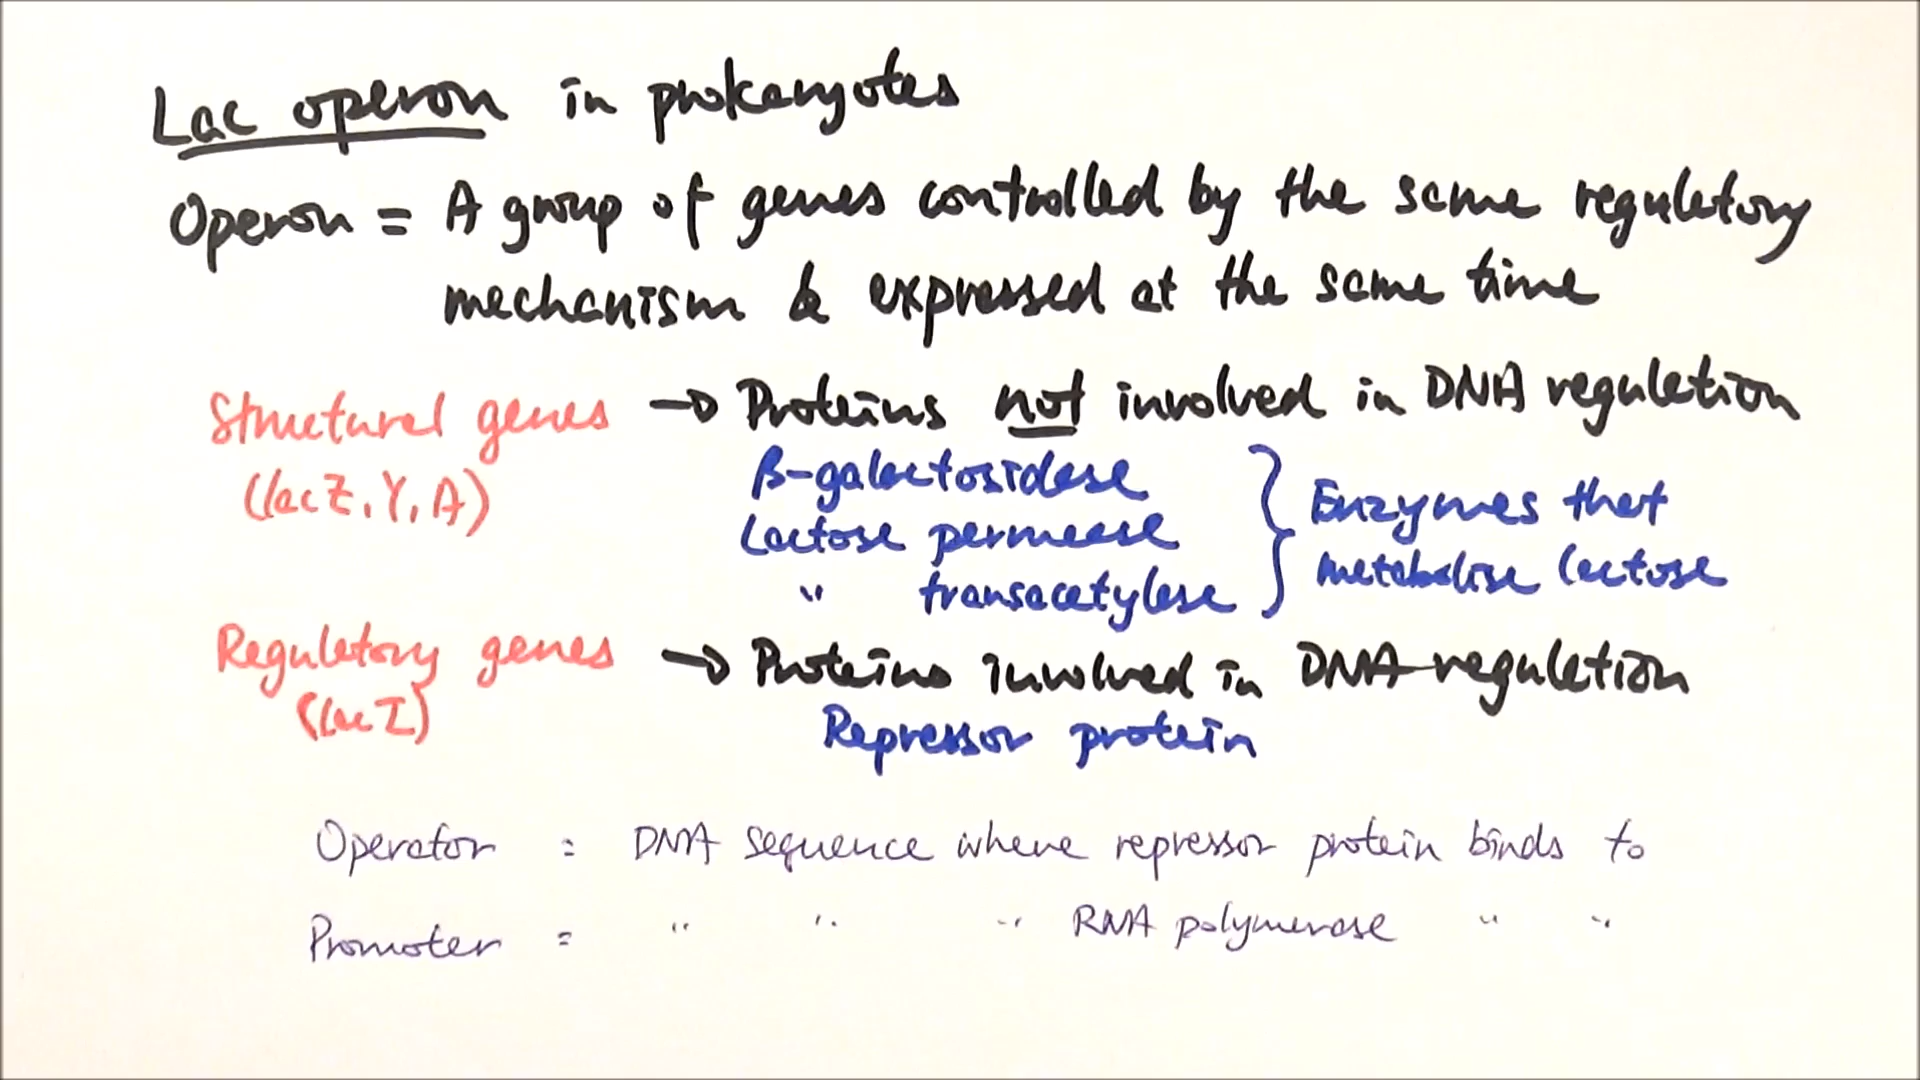 Lac operon in prokaryotes
Operon = A group of genes controlled by the same regulatory
mechanism & expressed at the same time
Structural genes → Proteins not involved in DNA regulation
(lacZ, Y, A)
β-galactosidase
Lactose permease
" transacetylase
Enzymes that
metabolise lactose
Regulatory genes → Proteins involved in DNA regulation
(lacI)
Repressor protein
Operator = DNA sequence where repressor protein binds to
Promoter = " " " RNA polymerase " "